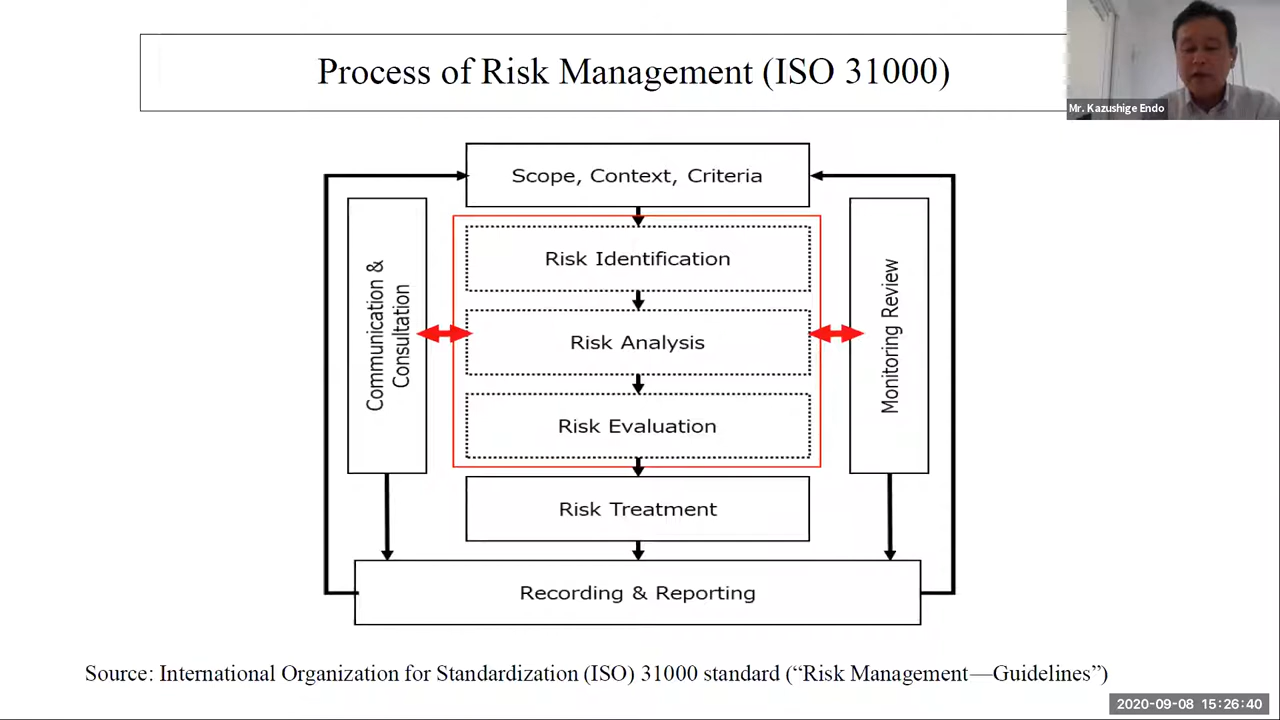 Process of Risk Management (ISO 31000)
Mr. Kazushige Endo
Scope, Context, Criteria
Communication &
Consultation
Risk Identification
Risk Analysis
Risk Evaluation
Monitoring Review
Risk Treatment
Recording & Reporting
Source: International Organization for Standardization (ISO) 31000 standard (“Risk Management—Guidelines”)
2020-09-08 15:26:40